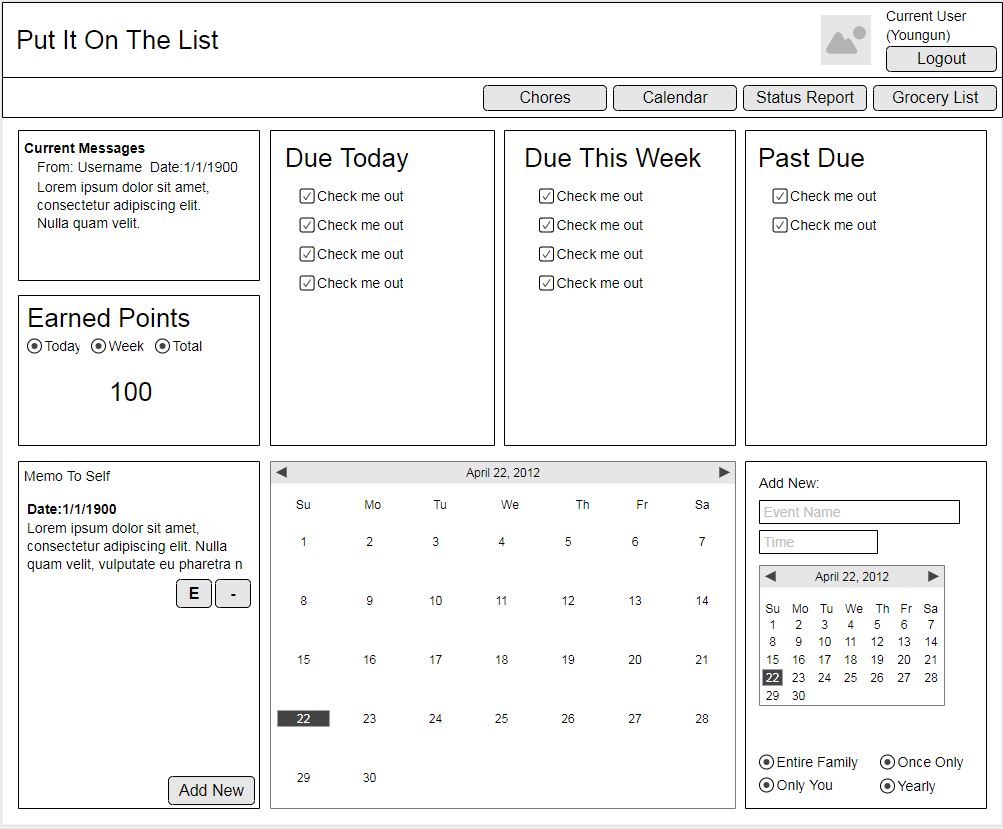 Put It On The List
Current User
(Youngun)
Logout
Chores Calendar Status Report Grocery List
Current Messages
From: Username Date:1/1/1900
Lorem ipsum dolor sit amet,
consectetur adipiscing elit.
Nulla quam velit.
Earned Points
Today Week Total
100
Due Today
Check me out
Check me out
Check me out
Check me out
Due This Week
Check me out
Check me out
Check me out
Check me out
Past Due
Check me out
Check me out
Memo To Self
Date:1/1/1900
Lorem ipsum dolor sit amet,
consectetur adipiscing elit. Nulla
quam velit, vulputate eu pharetra n
E -
Add New
April 22, 2012
Su Mo Tu We Th Fr Sa
1 2 3 4 5 6 7
8 9 10 11 12 13 14
15 16 17 18 19 20 21
22 23 24 25 26 27 28
29 30
Add New:
Event Name
Time
April 22, 2012
Su Mo Tu We Th Fr Sa
1 2 3 4 5 6 7
8 9 10 11 12 13 14
15 16 17 18 19 20 21
22 23 24 25 26 27 28
29 30
Entire Family Once Only
Only You Yearly